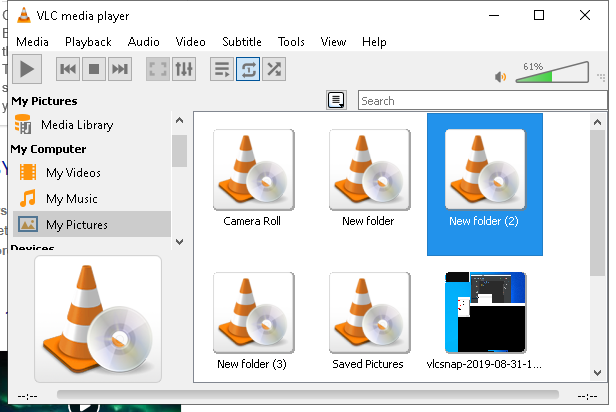 VLC media player
Media Playback Audio Video Subtitle Tools View Help
61%
My Pictures
Media Library
My Computer
My Videos
My Music
My Pictures
Devices
Search
Camera Roll
New folder
New folder (2)
New folder (3)
Saved Pictures
vlcsnap-2019-08-31-1...
--:--
--:--